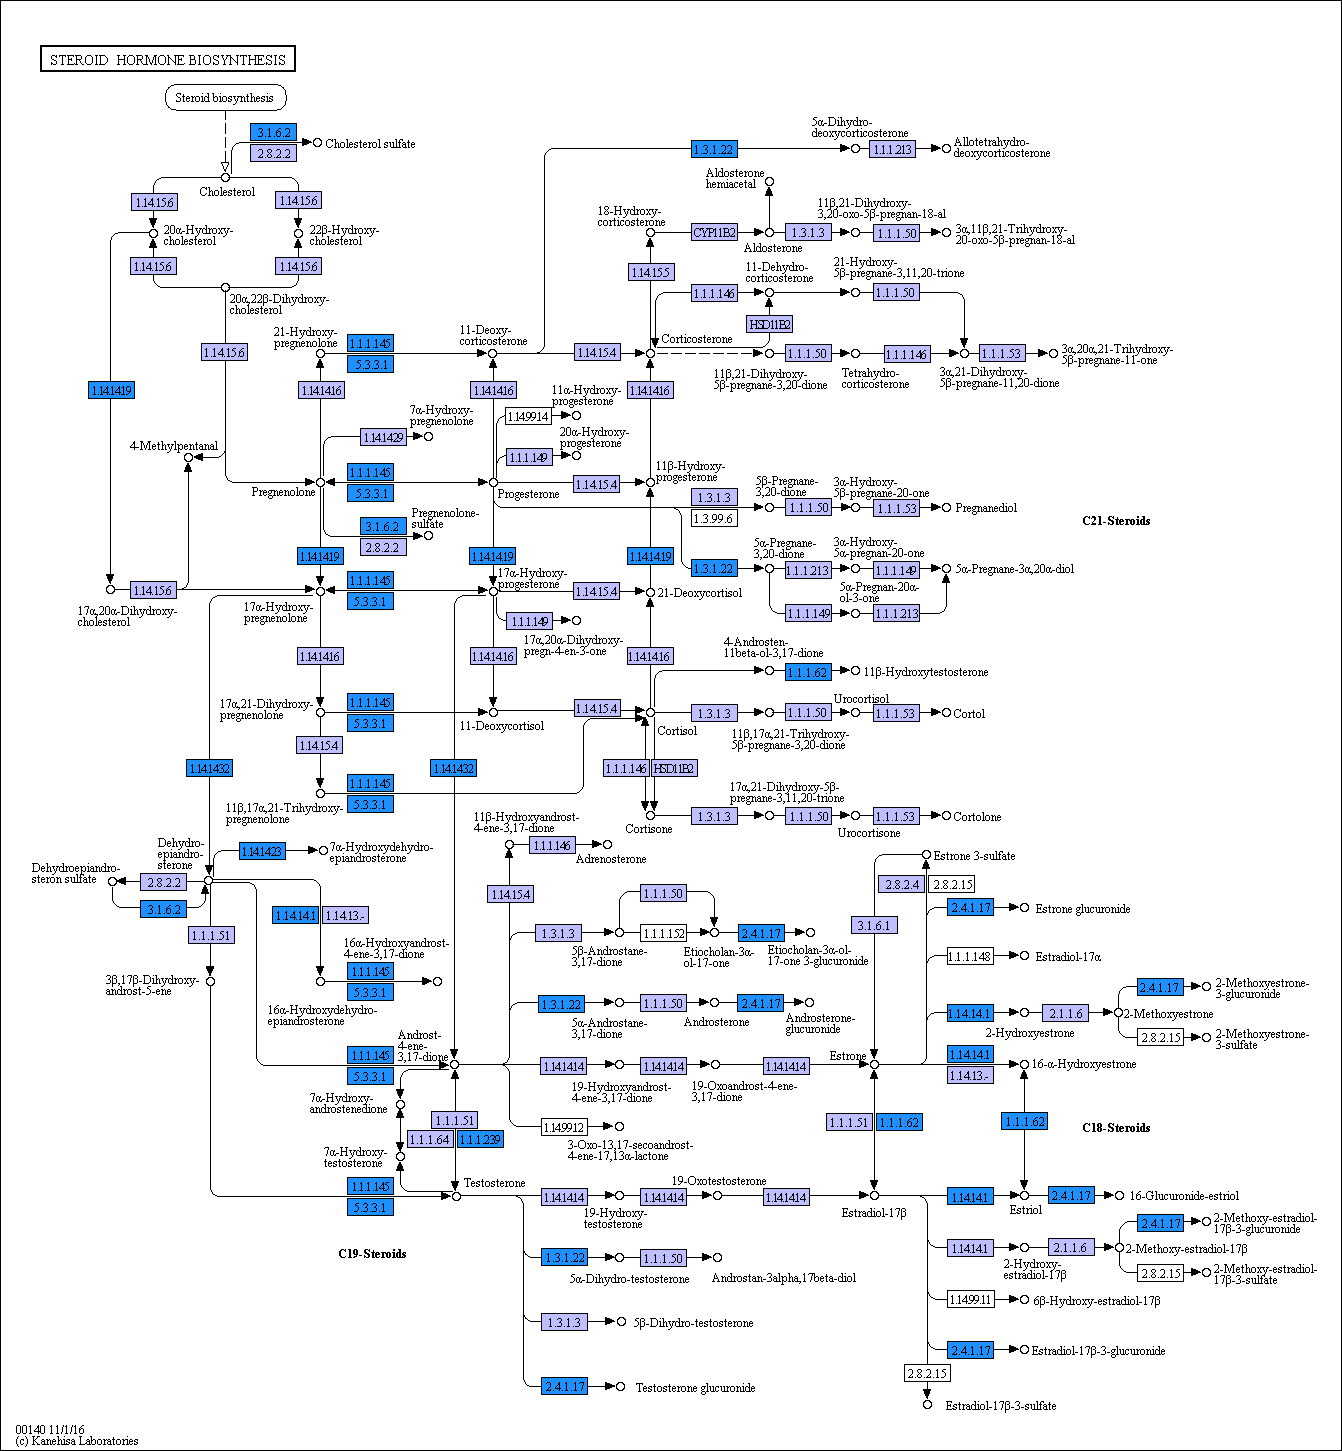 STEROID HORMONE BIOSYNTHESIS
Steroid biosynthesis
3.1.6.2
2.8.2.2
Cholesterol sulfate
Cholesterol
1.14.15.6
1.14.15.6
20α-Hydroxy-
cholesterol
22β-Hydroxy-
cholesterol
1.14.15.6
1.14.15.6
20α,22β-Dihydroxy-
cholesterol
1.14.15.6
1.14.14.19
4-Methylpentanal
1.14.15.6
17α,20α-Dihydroxy-
cholesterol
5α-Dihydro-
deoxycorticosterone
1.3.1.22
1.1.1.213
Allotetrahydro-
deoxycorticosterone
Aldosterone
hemiacetal
18-Hydroxy-
corticosterone
CYP11B2
Aldosterone
11β,21-Dihydroxy-
3,20-oxo-5β-pregnan-18-al
1.3.1.3
1.1.1.50
3α,11β,21-Trihydroxy-
20-oxo-5β-pregnan-18-al
1.14.15.5
11-Dehydro-
corticosterone
21-Hydroxy-
5β-pregnane-3,11,20-trione
1.1.1.146
1.1.1.50
HSD11B2
21-Hydroxy-
pregnenolone
1.1.1.145
5.3.3.1
11-Deoxy-
corticosterone
1.14.15.4
Corticosterone
11β,21-Dihydroxy-
5β-pregnane-3,20-dione
1.1.1.50
Tetrahydro-
corticosterone
1.1.1.146
3α,21-Dihydroxy-
5β-pregnane-11,20-dione
1.1.1.53
3α,20α,21-Trihydroxy-
5β-pregnane-11-one
1.14.14.16
1.14.14.16
1.14.14.16
7α-Hydroxy-
pregnenolone
1.14.14.29
11α-Hydroxy-
progesterone
1.14.99.14
20α-Hydroxy-
progesterone
1.1.1.149
Pregnenolone
1.1.1.145
5.3.3.1
Progesterone
1.14.15.4
11β-Hydroxy-
progesterone
Pregnenolone-
sulfate
3.1.6.2
2.8.2.2
1.3.1.3
1.3.99.6
5β-Pregnane-
3,20-dione
1.1.1.50
3α-Hydroxy-
5β-pregnane-20-one
1.1.1.53
Pregnanediol
C21-Steroids
1.3.1.22
5α-Pregnane-
3,20-dione
1.1.1.213
3α-Hydroxy-
5α-pregnan-20-one
1.1.1.149
5α-Pregnane-3α,20α-diol
5α-Pregnan-20α-
ol-3-one
1.1.1.149
1.1.1.213
1.14.14.19
1.14.14.19
1.14.14.19
17α-Hydroxy-
pregnenolone
1.1.1.145
5.3.3.1
17α-Hydroxy-
progesterone
1.14.15.4
21-Deoxycortisol
1.1.1.149
17α,20α-Dihydroxy-
pregn-4-en-3-one
1.14.14.16
1.14.14.16
1.14.14.16
4-Androsten-
11beta-ol-3,17-dione
1.1.1.62
11β-Hydroxytestosterone
17α,21-Dihydroxy-
pregnenolone
1.1.1.145
5.3.3.1
11-Deoxycortisol
1.14.15.4
Cortisol
1.3.1.3
11β,17α,21-Trihydroxy-
5β-pregnane-3,20-dione
1.1.1.50
Urocortisol
1.1.1.53
Cortol
1.14.15.4
1.14.14.32
1.14.14.32
1.1.1.146
HSD11B2
11β,17α,21-Trihydroxy-
pregnenolone
1.1.1.145
5.3.3.1
Cortisone
1.3.1.3
17α,21-Dihydroxy-5β-
pregnane-3,11,20-trione
1.1.1.50
Urocortisone
1.1.1.53
Cortolone
Dehydro-
epiandro-
sterone
1.14.14.23
7α-Hydroxydehydro-
epiandrosterone
Dehydroepiandro-
steron sulfate
2.8.2.2
3.1.6.2
1.1.1.51
1.14.14.1
1.14.13.-
16α-Hydroxyandrost-
4-ene-3,17-dione
1.1.1.145
5.3.3.1
3β,17β-Dihydroxy-
androst-5-ene
16α-Hydroxydehydro-
epiandrosterone
11β-Hydroxyandrost-
4-ene-3,17-dione
1.1.1.146
Adrenosterone
1.14.15.4
1.1.1.50
1.3.1.3
5β-Androstane-
3,17-dione
1.1.1.152
Etiocholan-3α-
ol-17-one
2.4.1.17
Etiocholan-3α-ol-
17-one 3-glucuronide
1.3.1.22
5α-Androstane-
3,17-dione
1.1.1.50
Androsterone
2.4.1.17
Androsterone-
glucuronide
Androst-
4-ene-
3,17-dione
1.1.1.145
5.3.3.1
1.14.14.14
19-Hydroxyandrost-
4-ene-3,17-dione
1.14.14.14
19-Oxoandrost-4-ene-
3,17-dione
1.14.14.14
Estrone
7α-Hydroxy-
androstenedione
1.14.99.12
3-Oxo-13,17-secoandrost-
4-ene-17,13α-lactone
1.1.1.51
1.1.1.64
1.1.1.239
7α-Hydroxy-
testosterone
1.1.1.145
5.3.3.1
Testosterone
1.14.14.14
19-Hydroxy-
testosterone
1.14.14.14
19-Oxotestosterone
1.14.14.14
Estradiol-17β
C19-Steroids
1.3.1.22
5α-Dihydro-testosterone
1.1.1.50
Androstan-3alpha,17beta-diol
1.3.1.3
5β-Dihydro-testosterone
2.4.1.17
Testosterone glucuronide
Estrone 3-sulfate
2.8.2.4
2.8.2.15
3.1.6.1
2.4.1.17
Estrone glucuronide
1.1.1.148
Estradiol-17α
1.14.14.1
2-Hydroxyestrone
2.1.1.6
2-Methoxyestrone
2.4.1.17
2-Methoxyestrone-
3-glucuronide
2.8.2.15
2-Methoxyestrone-
3-sulfate
1.14.14.1
1.14.13.-
16-α-Hydroxyestrone
1.1.1.51
1.1.1.62
1.1.1.62
C18-Steroids
1.14.14.1
Estriol
2.4.1.17
16-Glucuronide-estriol
1.14.14.1
2-Hydroxy-
estradiol-17β
2.1.1.6
2-Methoxy-estradiol-17β
2.4.1.17
2-Methoxy-estradiol-
17β-3-glucuronide
2.8.2.15
2-Methoxy-estradiol-
17β-3-sulfate
1.14.99.11
6β-Hydroxy-estradiol-17β
2.4.1.17
Estradiol-17β-3-glucuronide
2.8.2.15
Estradiol-17β-3-sulfate
00140 11/1/16
(c) Kanehisa Laboratories